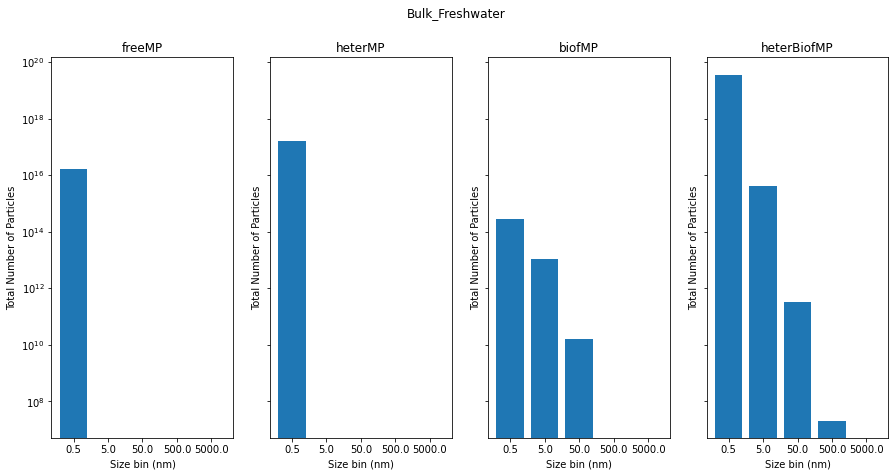 Bulk_Freshwater
freeMP
heterMP
biofMP
heterBiofMP
10^20
10^18
10^16
10^14
10^12
10^10
10^8
Total Number of Particles
Total Number of Particles
Total Number of Particles
Total Number of Particles
0.5 5.0 50.0 500.0 5000.0
0.5 5.0 50.0 500.0 5000.0
0.5 5.0 50.0 500.0 5000.0
0.5 5.0 50.0 500.0 5000.0
Size bin (nm)
Size bin (nm)
Size bin (nm)
Size bin (nm)